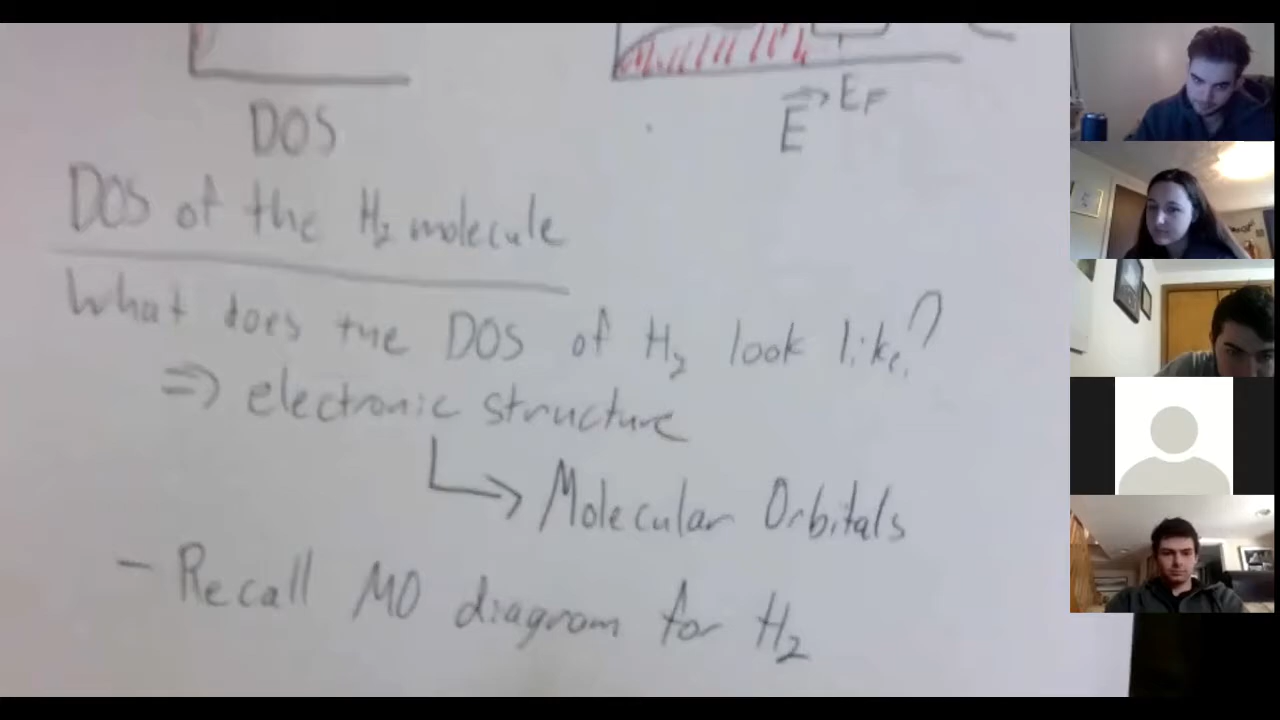 DOS
E
E_F
DOS of the H₂ molecule
What does the DOS of H₂ look like?
⇒ electronic structure
↳ Molecular Orbitals
- Recall MO diagram for H₂